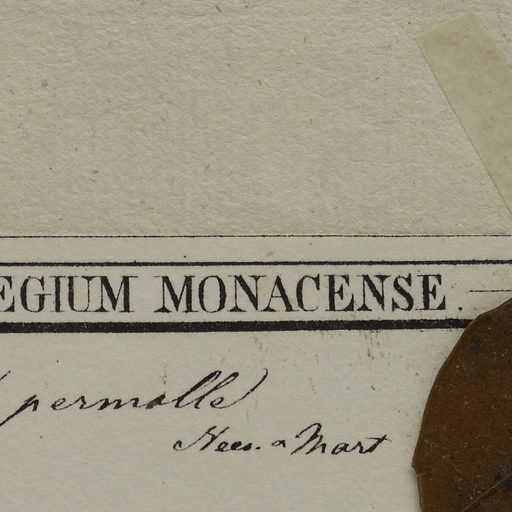 EGIUM MONACENSE.
permolle
Nees. a Mart